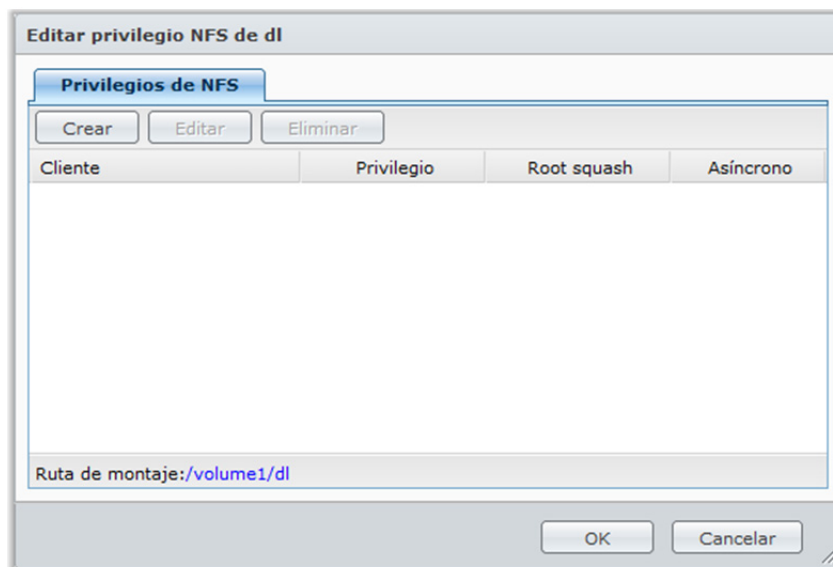 Editar privilegio NFS de dl
Privilegios de NFS
Crear Editar Eliminar
Cliente Privilegio Root squash Asíncrono
Ruta de montaje:/volume1/dl
OK Cancelar